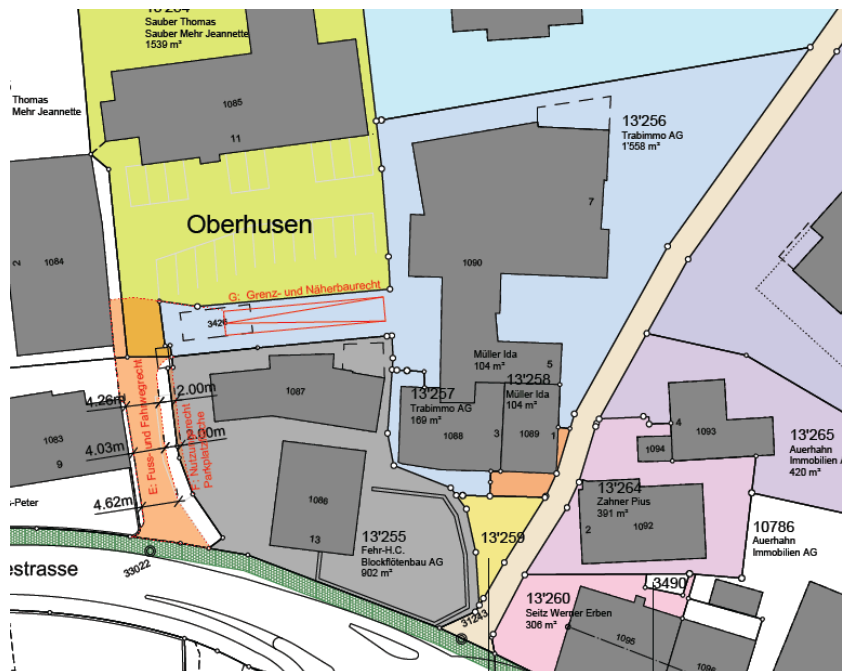 Sauber Thomas
Sauber Mehr Jeannette
1539 m²
Thomas
Mehr Jeannette
1085
11
13'256
Trabimmo AG
1'558 m²
7
Oberhusen
2
1084
1090
G: Grenz- und Näherbaurecht
3426
Müller Ida
104 m²
5
13'258
Müller Ida
104 m²
13'257
Trabimmo AG
169 m²
1087
4.26m
2.00m
E: Fuss- und Fahrwegrecht
F: Nutzungsrecht
Parkplatzfläche
1083
9
4.03m
2.00m
1088
3
1089
1
4
1093
1094
13'265
Auerhahn
Immobilien A
420 m²
-Peter
4.62m
1086
13
13'255
Fehr-H.C.
Blockflötenbau AG
902 m²
13'259
13'264
Zahner Pius
391 m²
2
1092
10786
Auerhahn
Immobilien AG
estrasse
33022
31243
13'260
Seitz Werner Erben
306 m²
3490
1095
1096